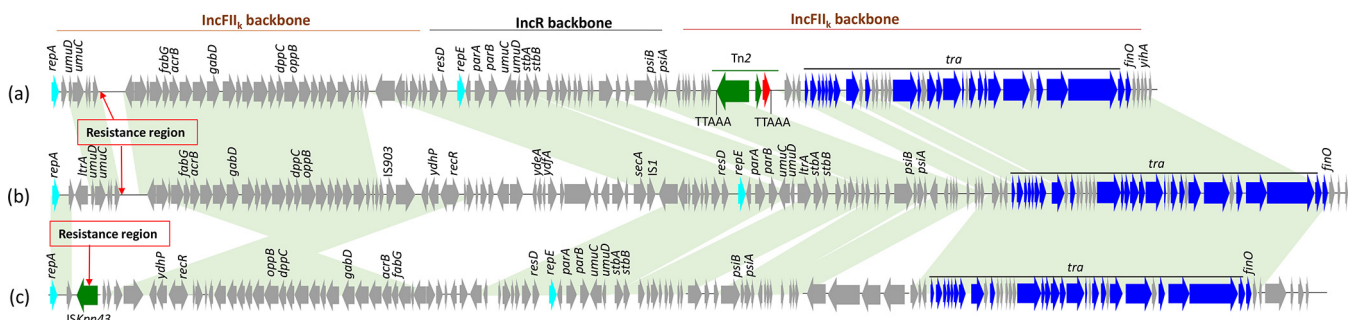 IncFIIk backbone
IncR backbone
IncFIIk backbone
repA
umuD
umuC
fabG
acrB
gabD
dppC
oppB
resD
repE
parA
parB
umuC
umuD
stbA
stbB
psiB
psiA
Tn2
tra
finO
yihA
(a)
TTAAA
TTAAA
Resistance region
repA
ltrA
umuD
umuC
fabG
acrB
gabD
dppC
oppB
IS903
ydhP
recR
ydeA
ydfA
secA
IS1
resD
repE
parA
parB
umuC
umuD
ltrA
stbA
stbB
psiB
psiA
tra
finO
(b)
Resistance region
repA
ydhP
recR
oppB
dppC
gabD
acrB
fabG
resD
repE
parA
parB
umuC
umuD
stbA
stbB
psiB
psiA
tra
finO
(c)
ISKpn43